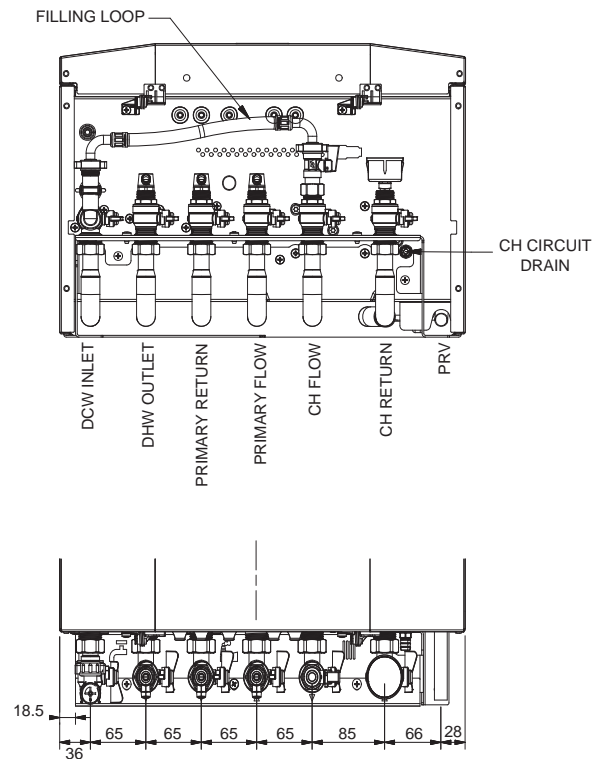 FILLING LOOP
CH CIRCUIT
DRAIN
DCW INLET
DHW OUTLET
PRIMARY RETURN
PRIMARY FLOW
CH FLOW
CH RETURN
PRV
18.5
36
65
65
65
65
85
66
28